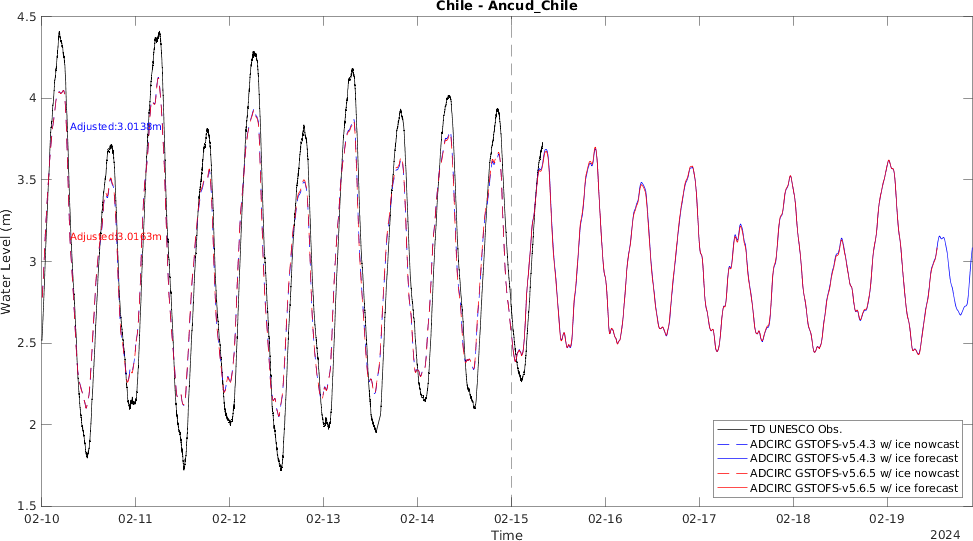 Chile - Ancud_Chile
4.5
4
3.5
3
2.5
2
1.5
Water Level (m)
Adjusted:3.0138m
Adjusted:3.0163m
TD UNESCO Obs.
ADCIRC GSTOFS-v5.4.3 w/ ice nowcast
ADCIRC GSTOFS-v5.4.3 w/ ice forecast
ADCIRC GSTOFS-v5.6.5 w/ ice nowcast
ADCIRC GSTOFS-v5.6.5 w/ ice forecast
02-10 02-11 02-12 02-13 02-14 02-15 02-16 02-17 02-18 02-19
Time
2024